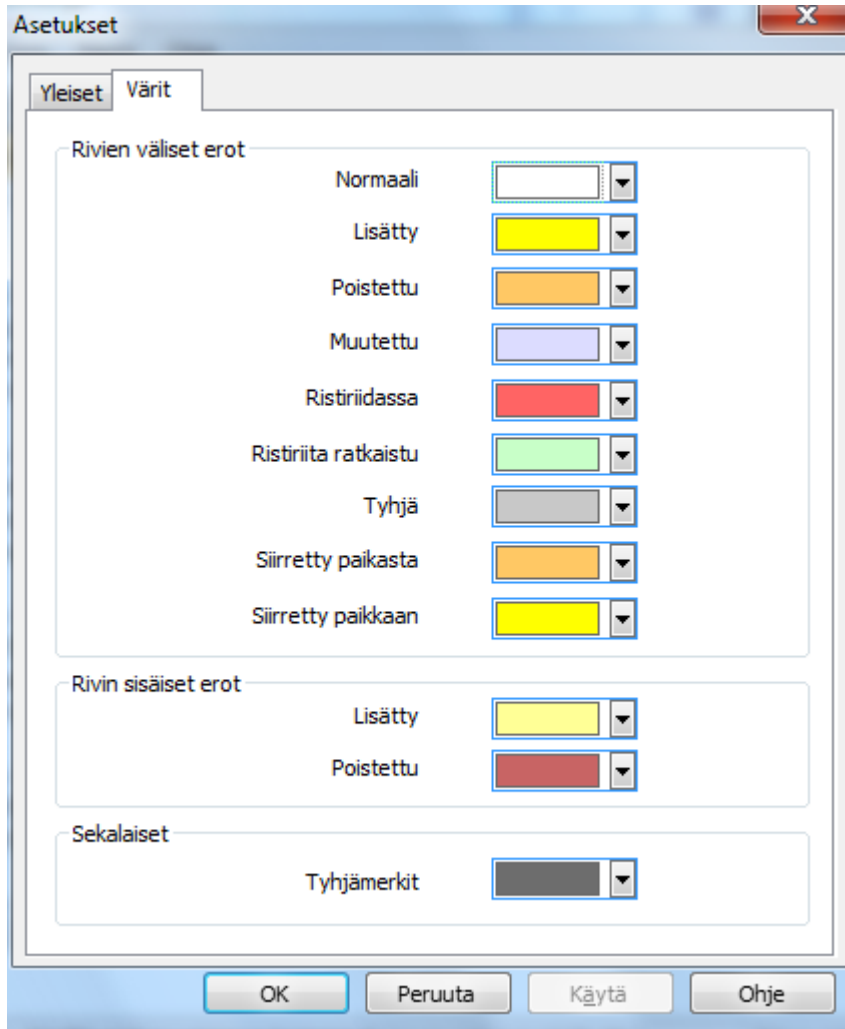 Asetukset
Yleiset Värit
Rivien väliset erot
Normaali
Lisätty
Poistettu
Muutettu
Ristiriidassa
Ristiriita ratkaistu
Tyhjä
Siirretty paikasta
Siirretty paikkaan
Rivin sisäiset erot
Lisätty
Poistettu
Sekalaiset
Tyhjämerkit
OK Peruuta Käytä Ohje